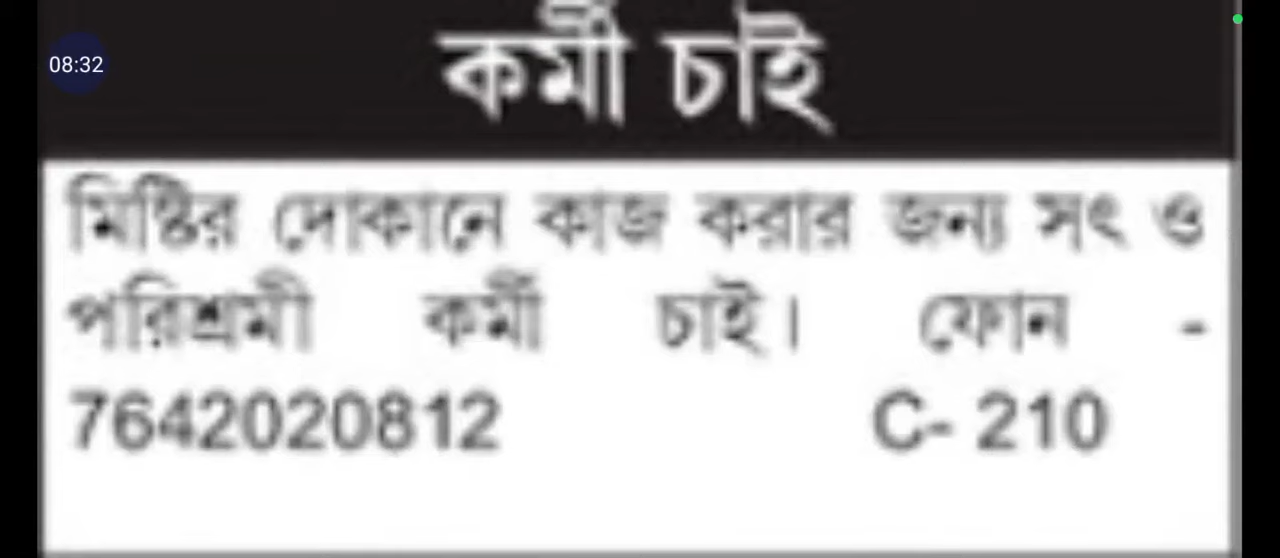 08:32
কর্মী চাই
মিষ্টির দোকানে কাজ করার জন্য সৎ ও
পরিশ্রমী কর্মী চাই। ফোন -
7642020812 C- 210